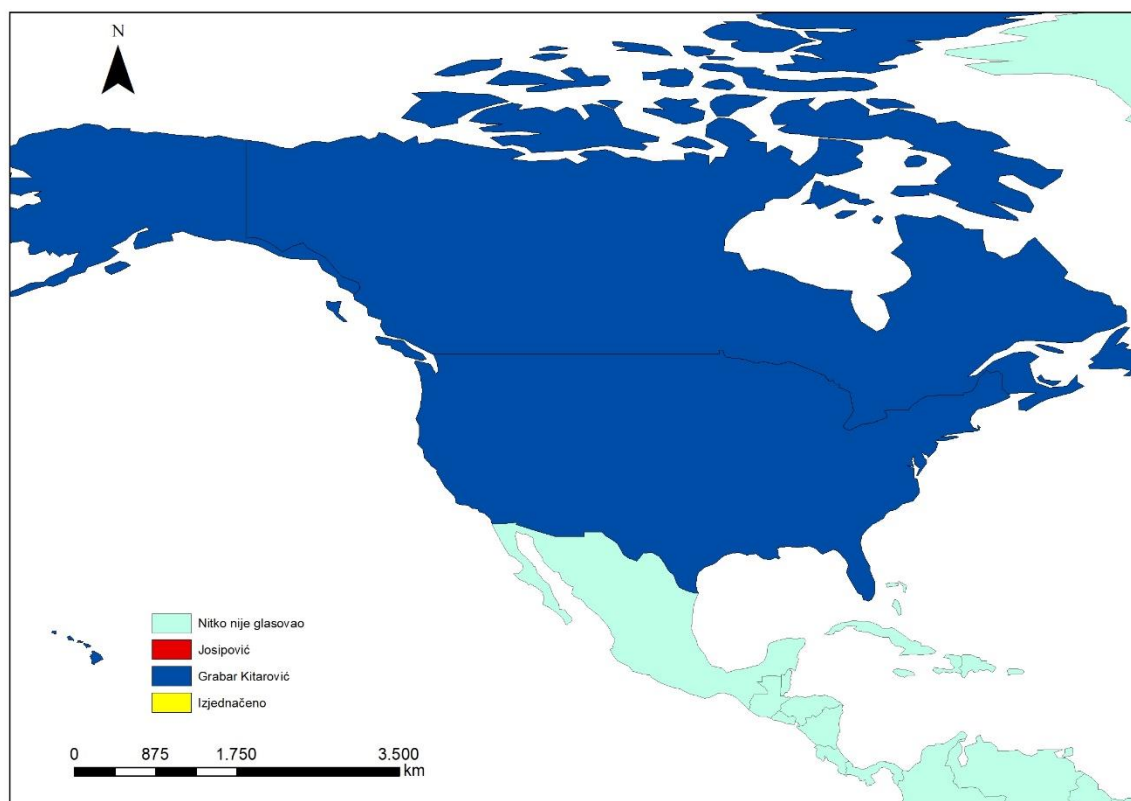 N
Nitko nije glasovao
Josipović
Grabar Kitarović
Izjednačeno
0 875 1.750 3.500
km